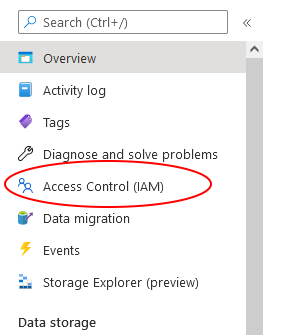 Search (Ctrl+/)
Overview
Activity log
Tags
Diagnose and solve problems
Access Control (IAM)
Data migration
Events
Storage Explorer (preview)
Data storage